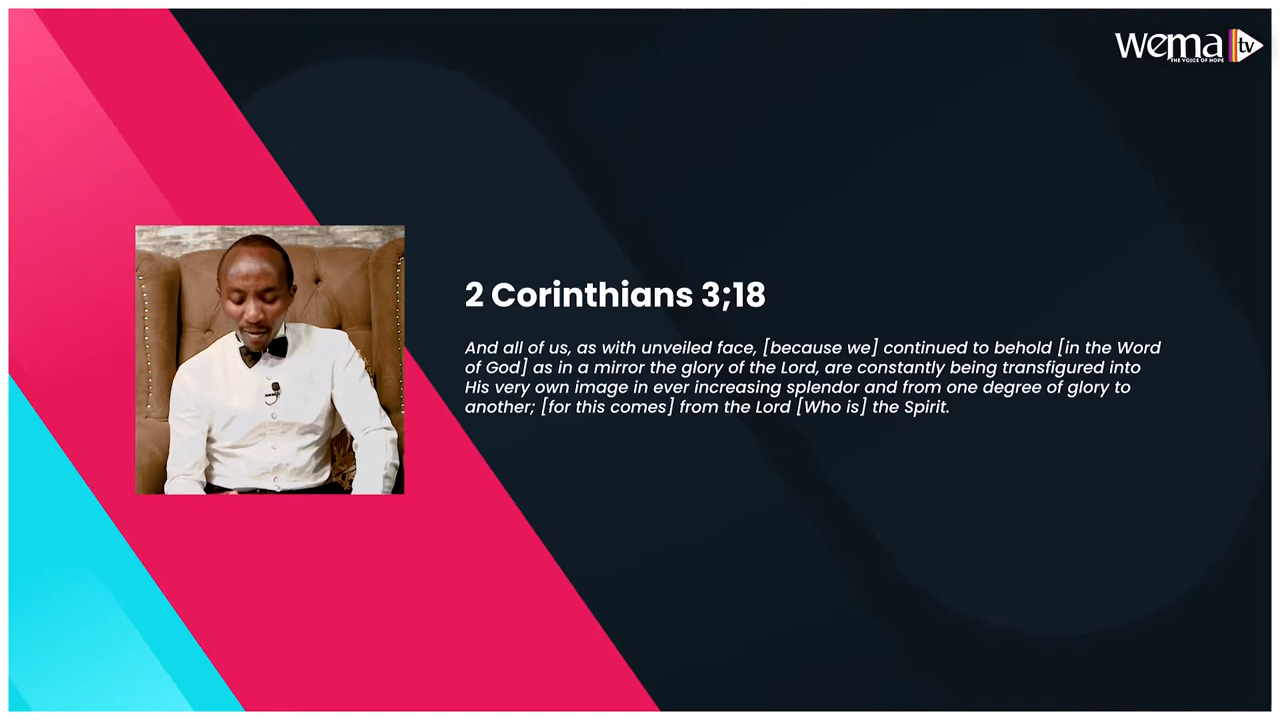 wema tv
THE VOICE OF HOPE
2 Corinthians 3;18
And all of us, as with unveiled face, [because we] continued to behold [in the Word
of God] as in a mirror the glory of the Lord, are constantly being transfigured into
His very own image in ever increasing splendor and from one degree of glory to
another; [for this comes] from the Lord [Who is] the Spirit.